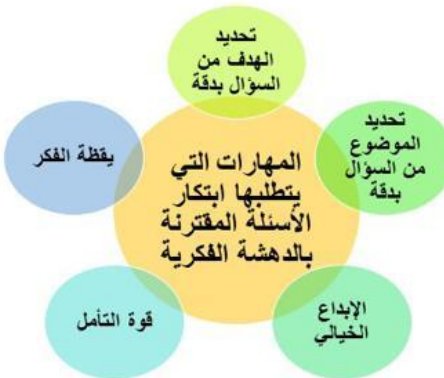 تحديد
الهدف من
السؤال بدقة
تحديد
الموضوع
من السؤال
بدقة
المهارات التي
يتطلبها ابتكار
الأسئلة المقترنة
بالدهشة الفكرية
يقظة الفكر
الإبداع
الخيالي
قوة التأمل